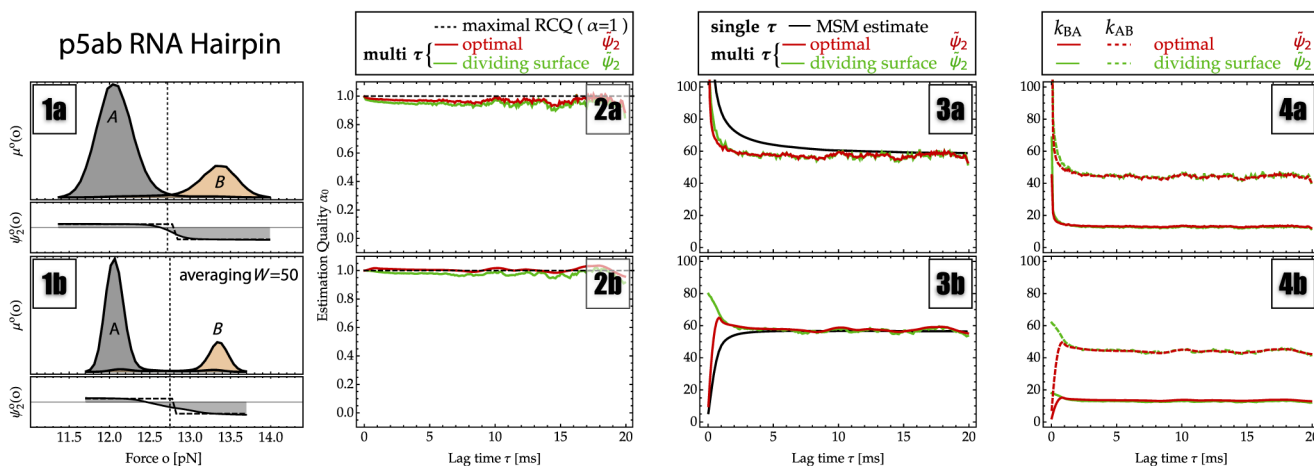 p5ab RNA Hairpin
maximal RCQ ( α=1)
multi τ { optimal ψ̃₂
dividing surface ψ̃₂
single τ MSM estimate
multi τ { optimal ψ̃₂
dividing surface ψ̃₂
k_BA k_AB
optimal ψ̃₂
dividing surface ψ̃₂
1a
A
B
μ°(o)
ψ₂°(o)
1b
averaging W=50
A
B
μ°(o)
ψ₂°(o)
11.5 12.0 12.5 13.0 13.5 14.0
Force o [pN]
Estimation Quality α₀
2a
1.0
0.8
0.6
0.4
0.2
0.0
2b
1.0
0.8
0.6
0.4
0.2
0.0
0 5 10 15 20
Lag time τ [ms]
3a
100
80
60
40
20
0
3b
100
80
60
40
20
0
0 5 10 15 20
Lag time τ [ms]
4a
100
80
60
40
20
0
4b
100
80
60
40
20
0
0 5 10 15 20
Lag time τ [ms]